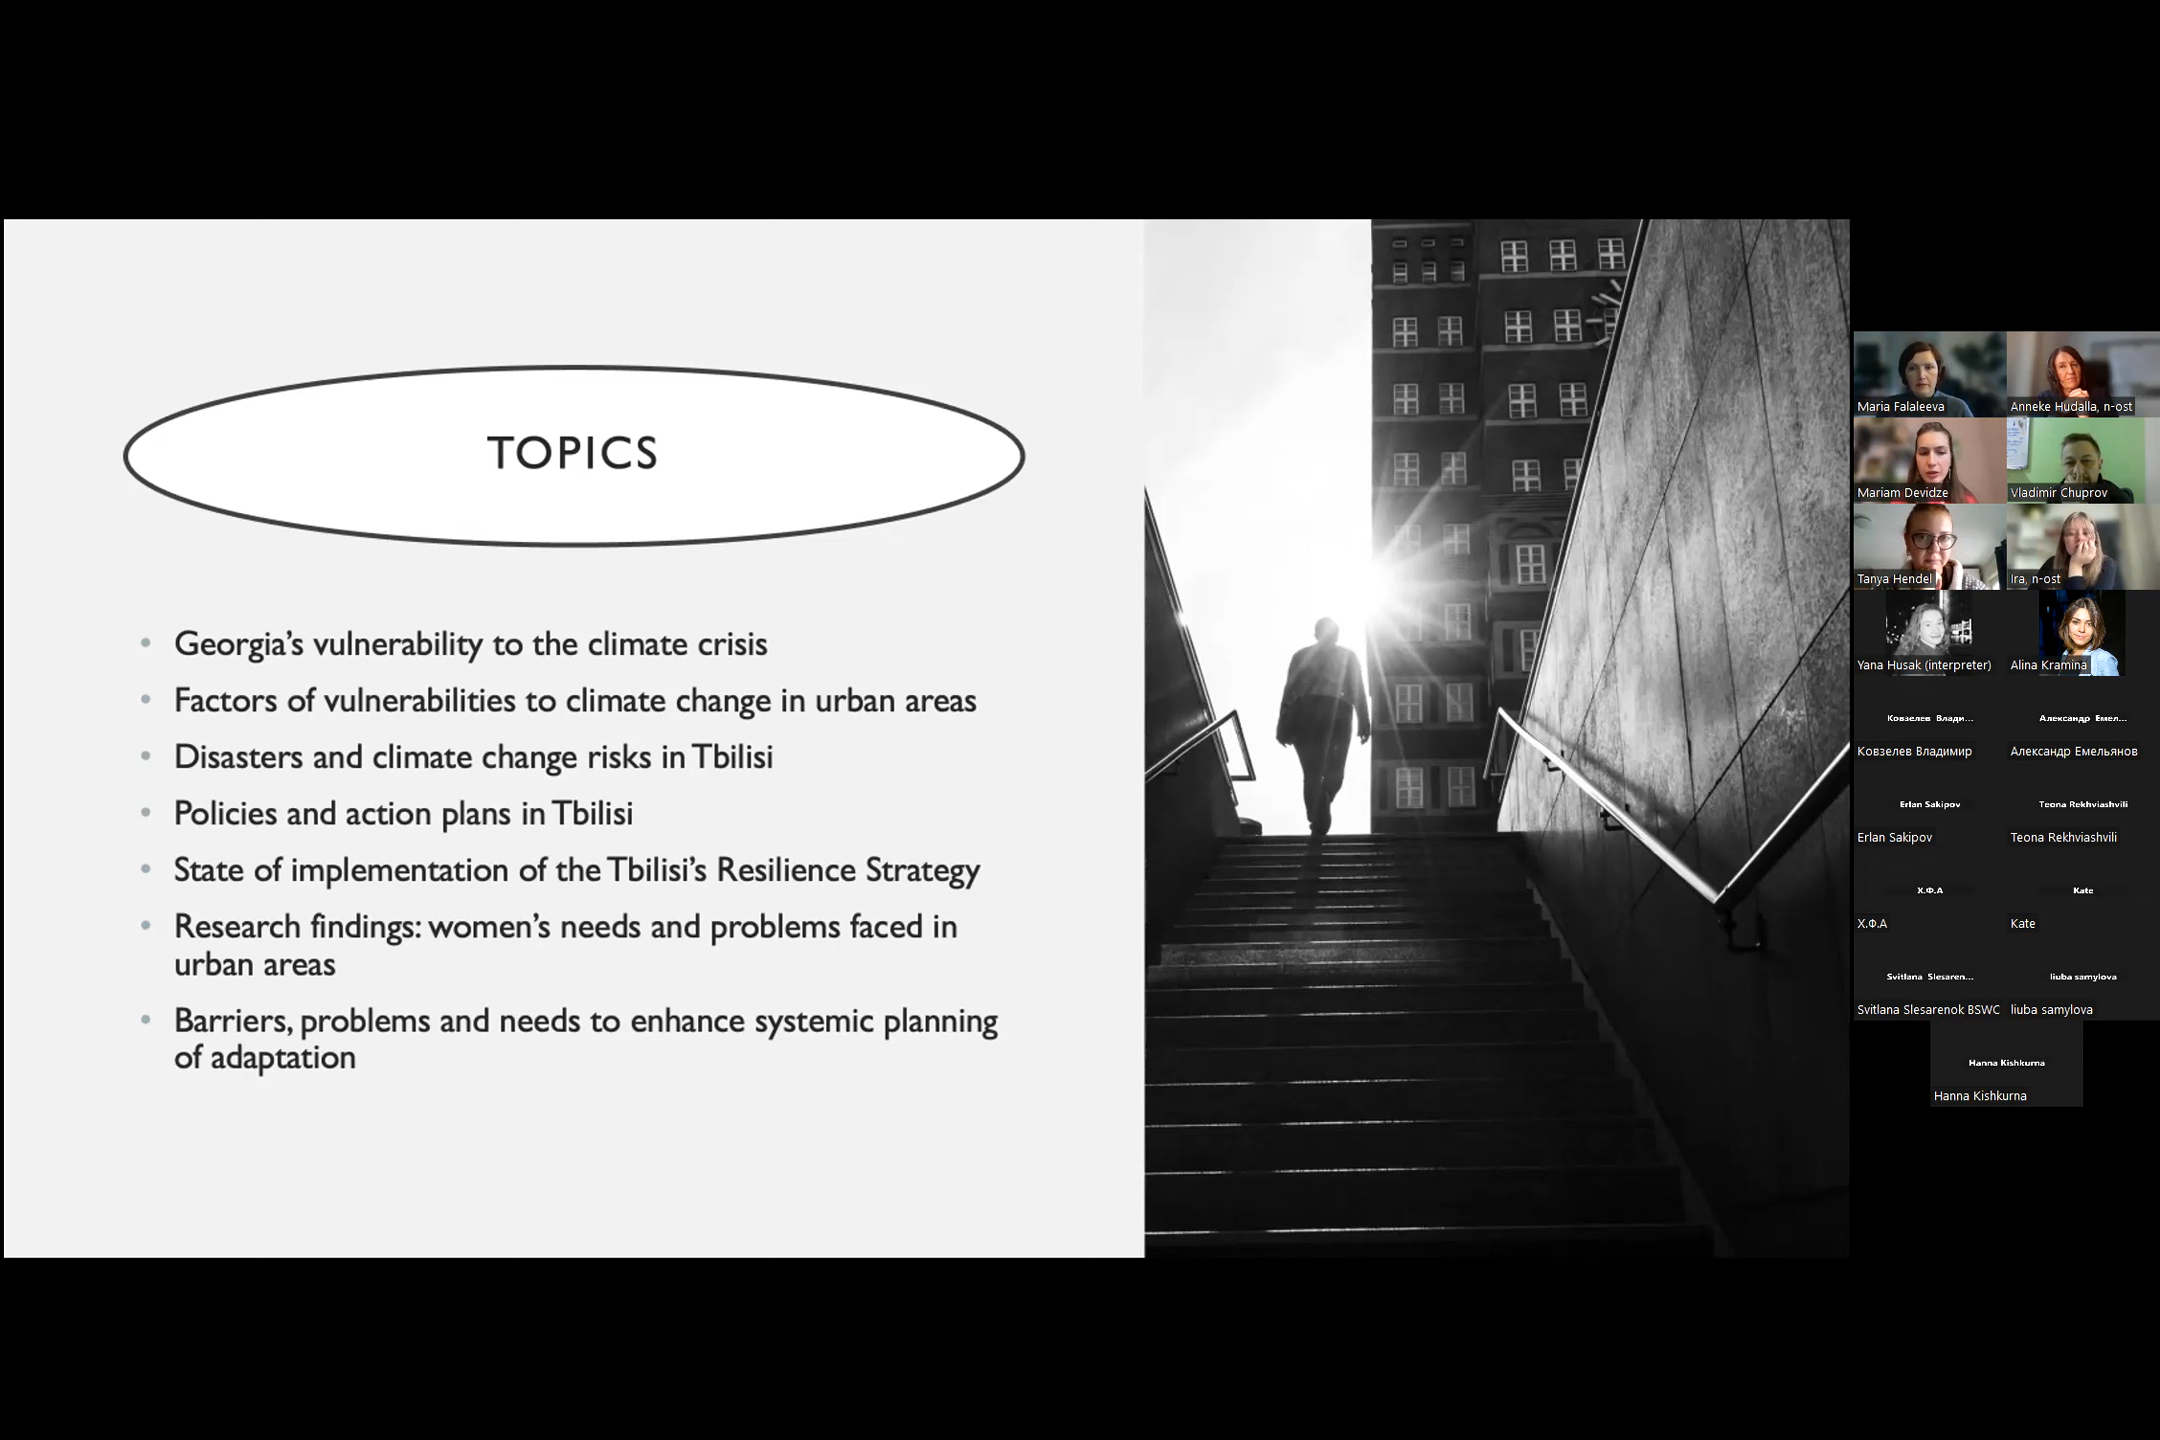 TOPICS
• Georgia’s vulnerability to the climate crisis
• Factors of vulnerabilities to climate change in urban areas
• Disasters and climate change risks in Tbilisi
• Policies and action plans in Tbilisi
• State of implementation of the Tbilisi’s Resilience Strategy
• Research findings: women’s needs and problems faced in
urban areas
• Barriers, problems and needs to enhance systemic planning
of adaptation
Maria Falaleeva
Anneke Hudalla, n-ost
Mariam Devidze
Vladimir Chuprov
Tanya Hendel
Ira, n-ost
Yana Husak (interpreter)
Alina Kramina
Ковзелев Влади...
Александр Емел...
Ковзелев Владимир
Александр Емельянов
Erlan Sakipov
Teona Rekhviashvili
Erlan Sakipov
Teona Rekhviashvili
Х.Ф.А
Kate
Х.Ф.А
Kate
Svitlana Slesaren...
liuba samylova
Svitlana Slesarenok BSWC
liuba samylova
Hanna Kishkurna
Hanna Kishkurna